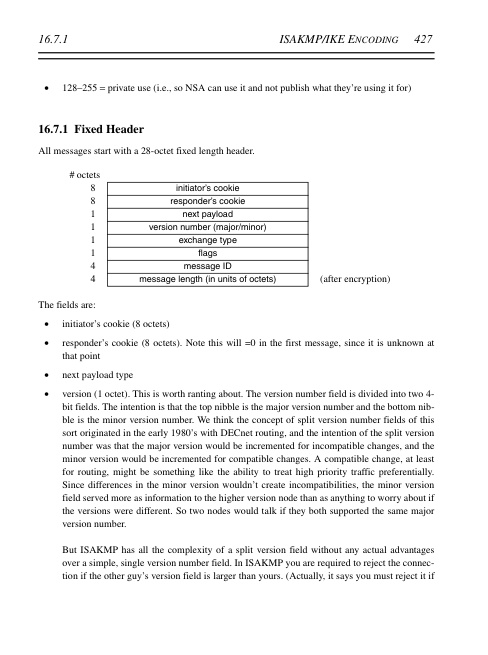 16.7.1 ISAKMP/IKE ENCODING 427
• 128–255 = private use (i.e., so NSA can use it and not publish what they're using it for)
16.7.1 Fixed Header
All messages start with a 28-octet fixed length header.
# octets
8 initiator's cookie
8 responder's cookie
1 next payload
1 version number (major/minor)
1 exchange type
1 flags
4 message ID
4 message length (in units of octets) (after encryption)
The fields are:
• initiator's cookie (8 octets)
• responder's cookie (8 octets). Note this will =0 in the first message, since it is unknown at
that point
• next payload type
• version (1 octet). This is worth ranting about. The version number field is divided into two 4-
bit fields. The intention is that the top nibble is the major version number and the bottom nib-
ble is the minor version number. We think the concept of split version number fields of this
sort originated in the early 1980's with DECnet routing, and the intention of the split version
number was that the major version would be incremented for incompatible changes, and the
minor version would be incremented for compatible changes. A compatible change, at least
for routing, might be something like the ability to treat high priority traffic preferentially.
Since differences in the minor version wouldn't create incompatibilities, the minor version
field served more as information to the higher version node than as anything to worry about if
the versions were different. So two nodes would talk if they both supported the same major
version number.
But ISAKMP has all the complexity of a split version field without any actual advantages
over a simple, single version number field. In ISAKMP you are required to reject the connec-
tion if the other guy's version field is larger than yours. (Actually, it says you must reject it if